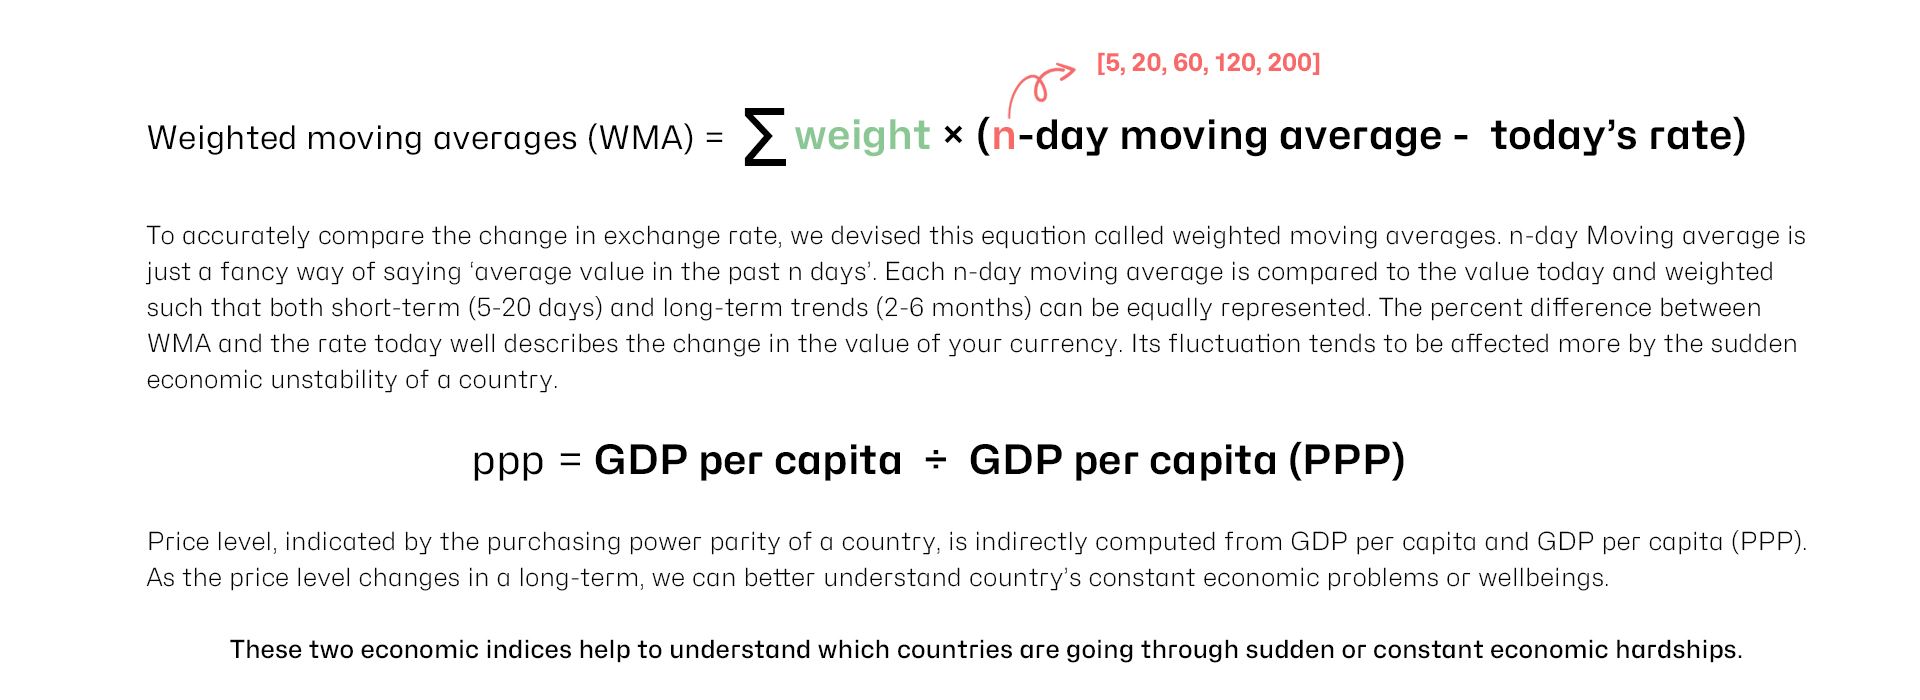 [5, 20, 60, 120, 200]
Weighted moving averages (WMA) = ∑ weight × (n-day moving average - today’s rate)
To accurately compare the change in exchange rate, we devised this equation called weighted moving averages. n-day Moving average is
just a fancy way of saying ‘average value in the past n days’. Each n-day moving average is compared to the value today and weighted
such that both short-term (5-20 days) and long-term trends (2-6 months) can be equally represented. The percent difference between
WMA and the rate today well describes the change in the value of your currency. Its fluctuation tends to be affected more by the sudden
economic unstability of a country.
ppp = GDP per capita ÷ GDP per capita (PPP)
Price level, indicated by the purchasing power parity of a country, is indirectly computed from GDP per capita and GDP per capita (PPP).
As the price level changes in a long-term, we can better understand country’s constant economic problems or wellbeings.
These two economic indices help to understand which countries are going through sudden or constant economic hardships.